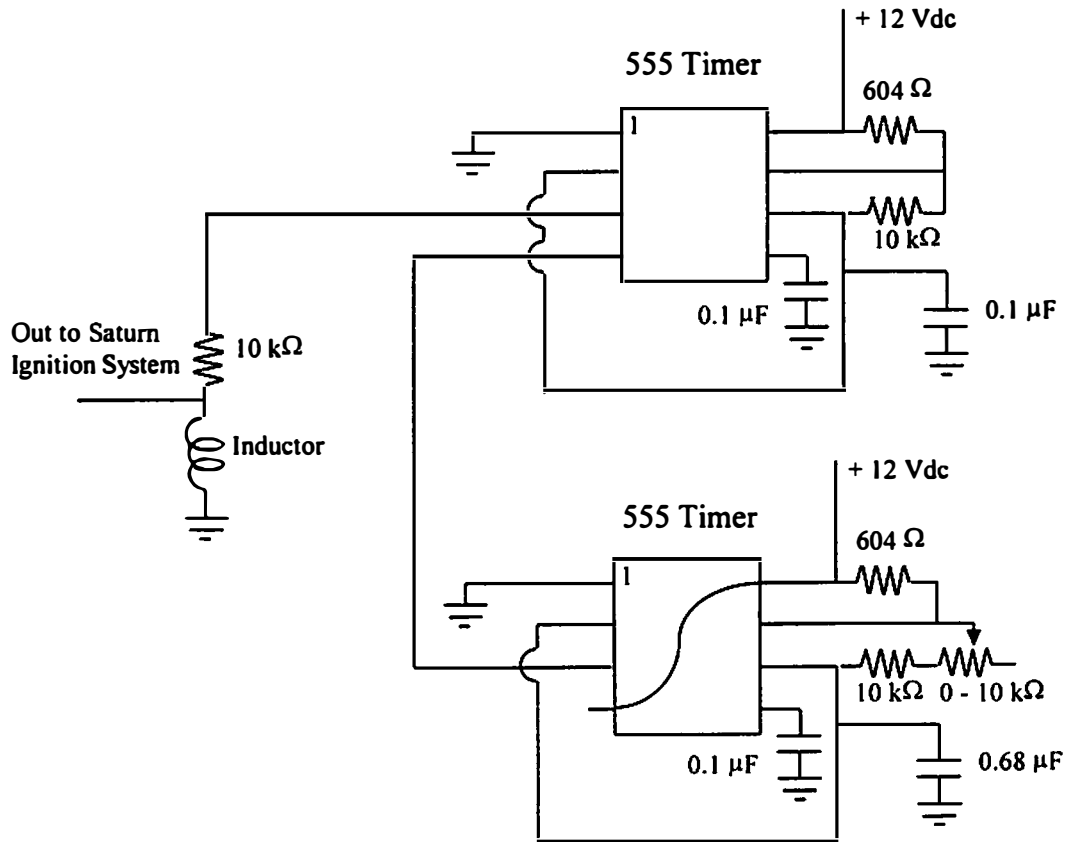 + 12 Vdc
555 Timer
604 Ω
1
10 kΩ
0.1 µF
0.1 µF
Out to Saturn
Ignition System
10 kΩ
Inductor
+ 12 Vdc
555 Timer
604 Ω
1
10 kΩ
0 - 10 kΩ
0.1 µF
0.68 µF